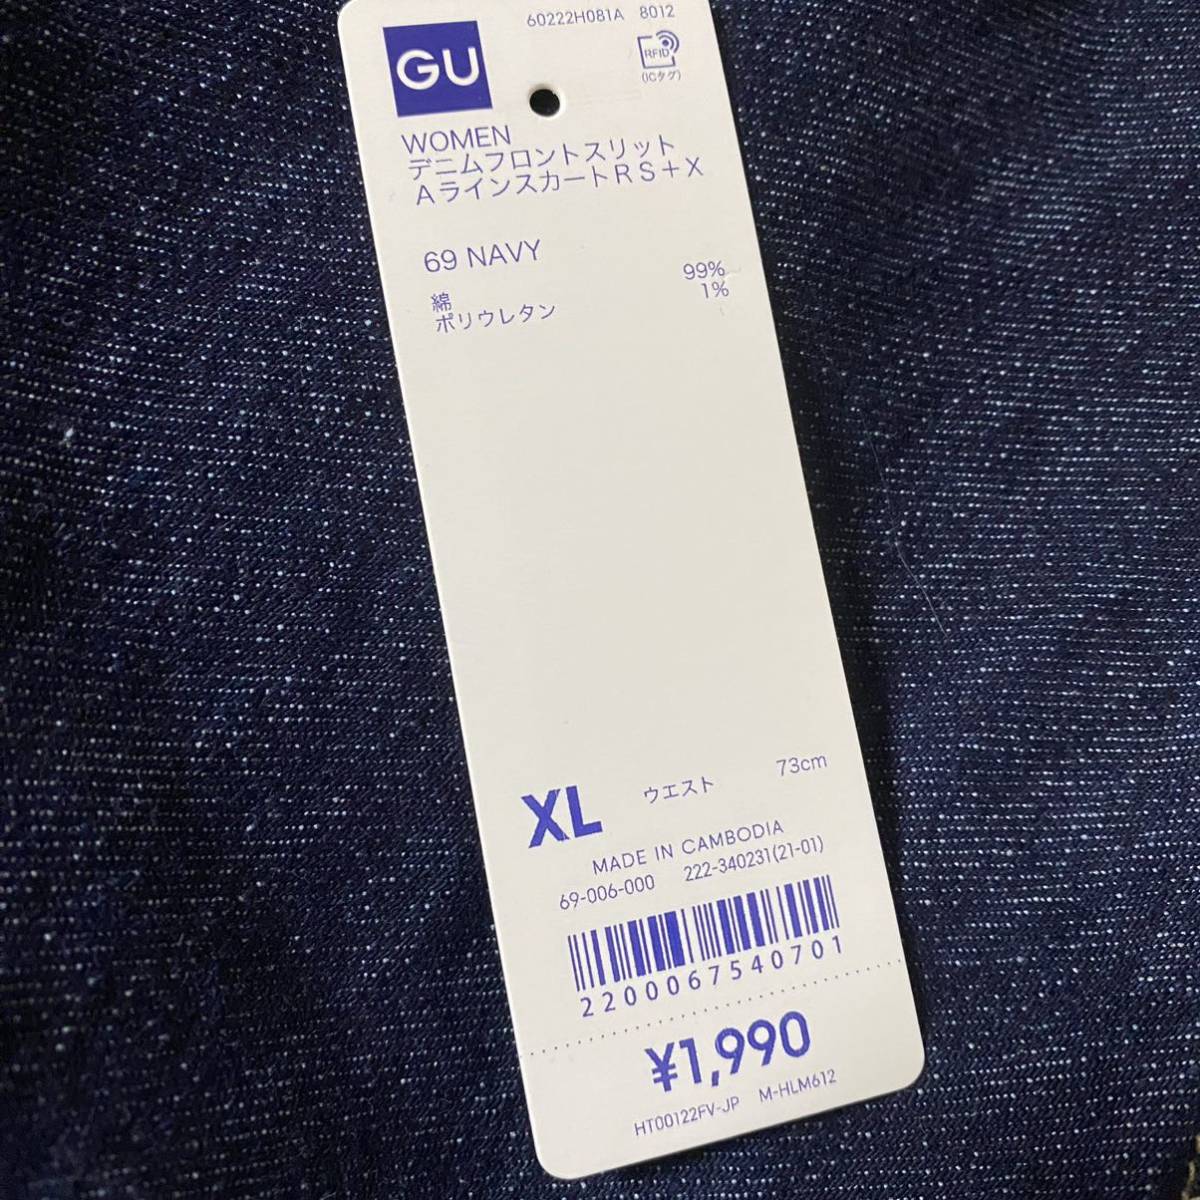 60222H081A 8012
GU
RFID
(ICタグ)
WOMEN
デニムフロントスリット
AラインスカートRS+X
69 NAVY
綿 99%
ポリウレタン 1%
XL ウエスト 73cm
MADE IN CAMBODIA
69-006-000 222-340231(21-01)
2200067540701
¥1,990
HT00122FV-JP M-HLM612